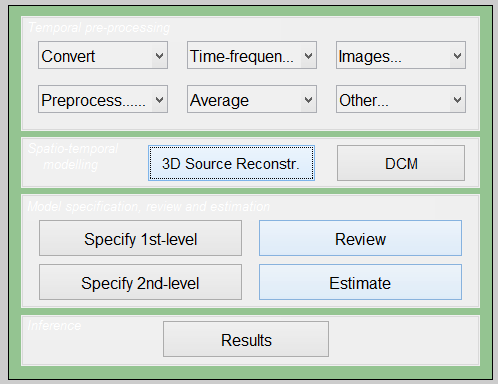 Temporal pre-processing
Convert
Time-frequen...
Images...
Preprocess......
Average
Other...
Spatio-temporal
modelling
3D Source Reconstr.
DCM
Model specification, review and estimation
Specify 1st-level
Review
Specify 2nd-level
Estimate
Inference
Results